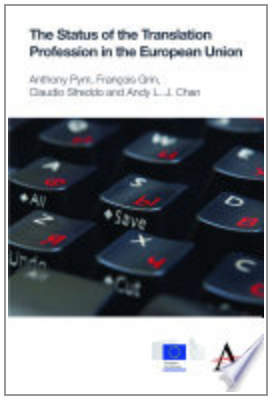 The Status of the Translation
Profession in the European Union
Anthony Pym, François Grin,
Claudio Sfreddo and Andy L. J. Chan
Q
W
A
S
All
Save
Z
X
Undo
Cut
C
A